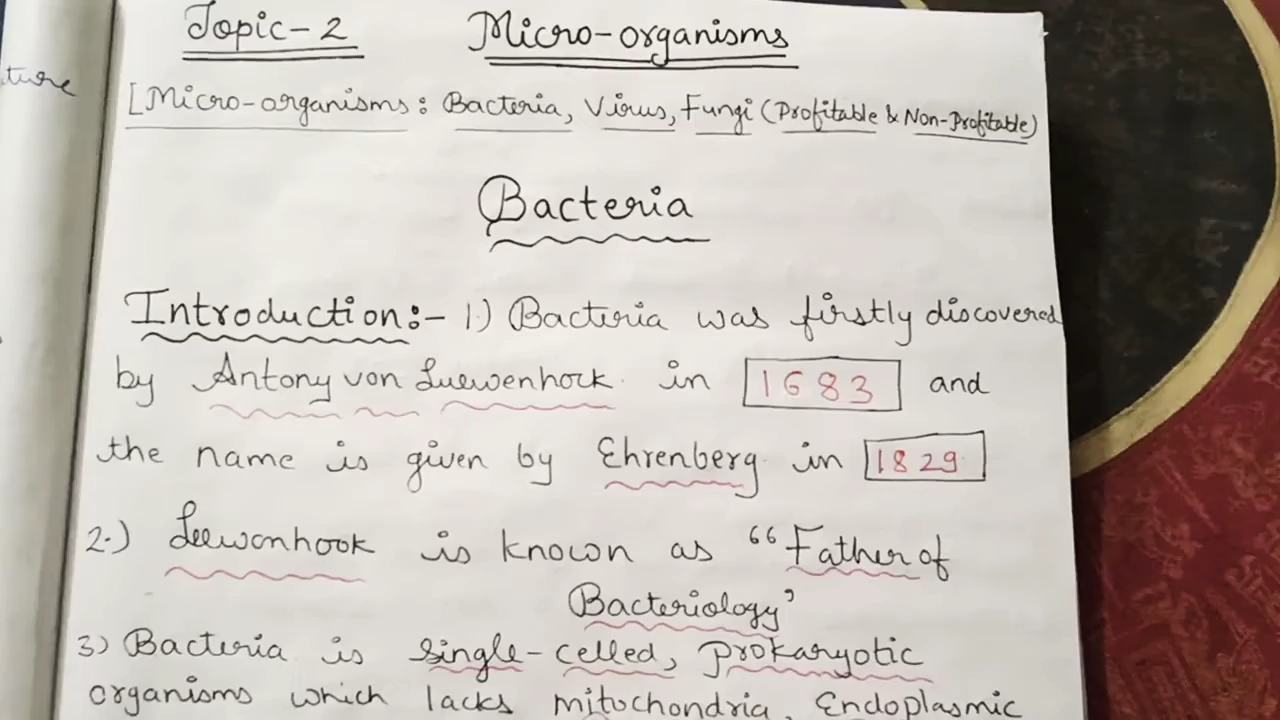 ture
Topic-2 Micro-organisms
[Micro-organisms: Bacteria, Virus, Fungi (Profitable & Non-Profitable)
Bacteria
Introduction:- 1.) Bacteria was firstly discovered
by Antony von Luewenhock in 1683 and
the name is given by Ehrenberg in 1829.
2.) Leewonhook is known as "Father of
Bacteriology'
3) Bacteria is single-celled, prokaryotic
organisms which lacks mitochondria, Endoplasmic